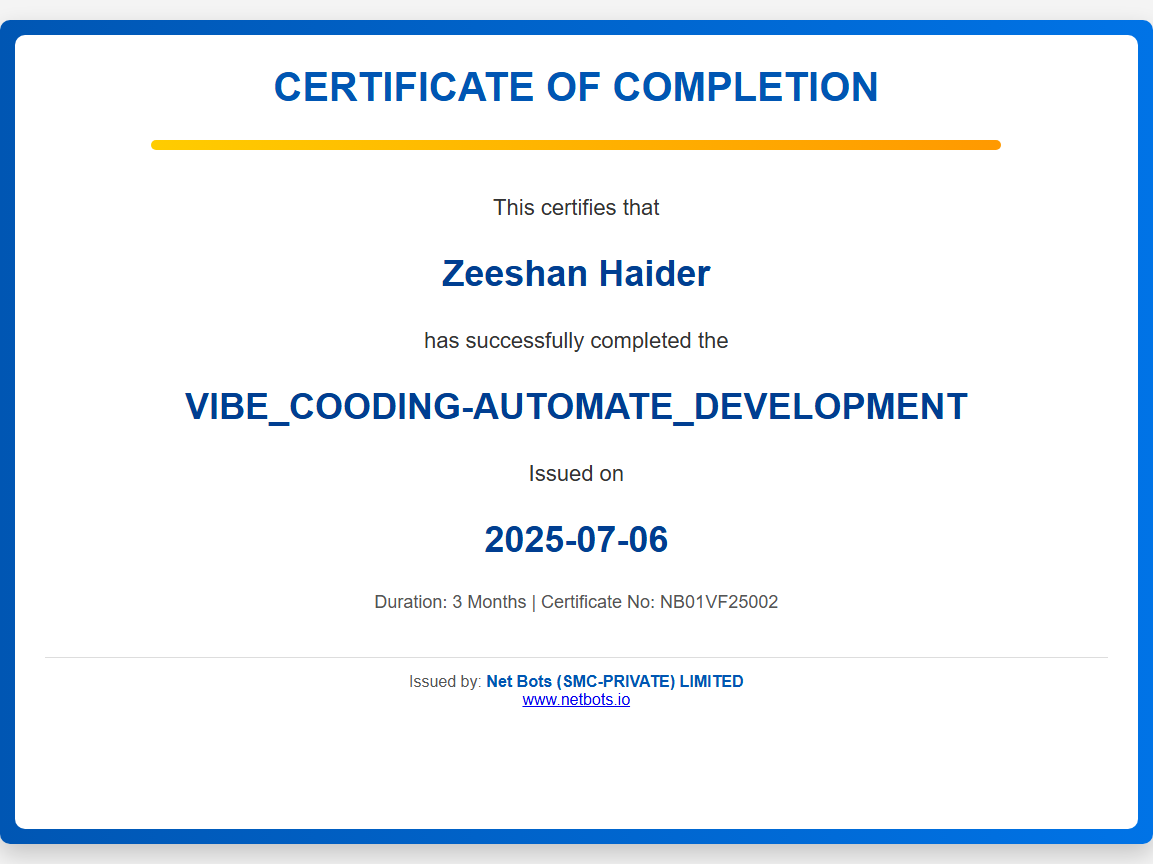 CERTIFICATE OF COMPLETION
This certifies that
Zeeshan Haider
has successfully completed the
VIBE_COODING-AUTOMATE_DEVELOPMENT
Issued on
2025-07-06
Duration: 3 Months | Certificate No: NB01VF25002
Issued by: Net Bots (SMC-PRIVATE) LIMITED
www.netbots.io